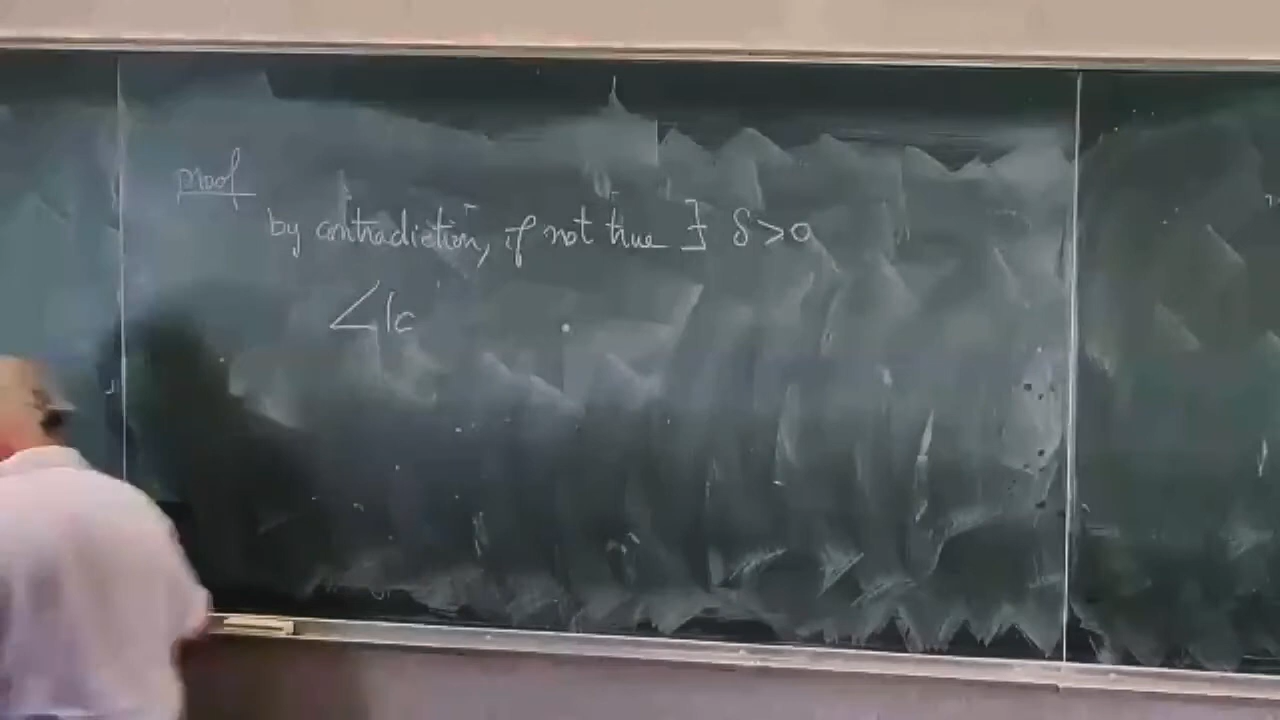 proof
by contradiction, if not true ∃ δ>0